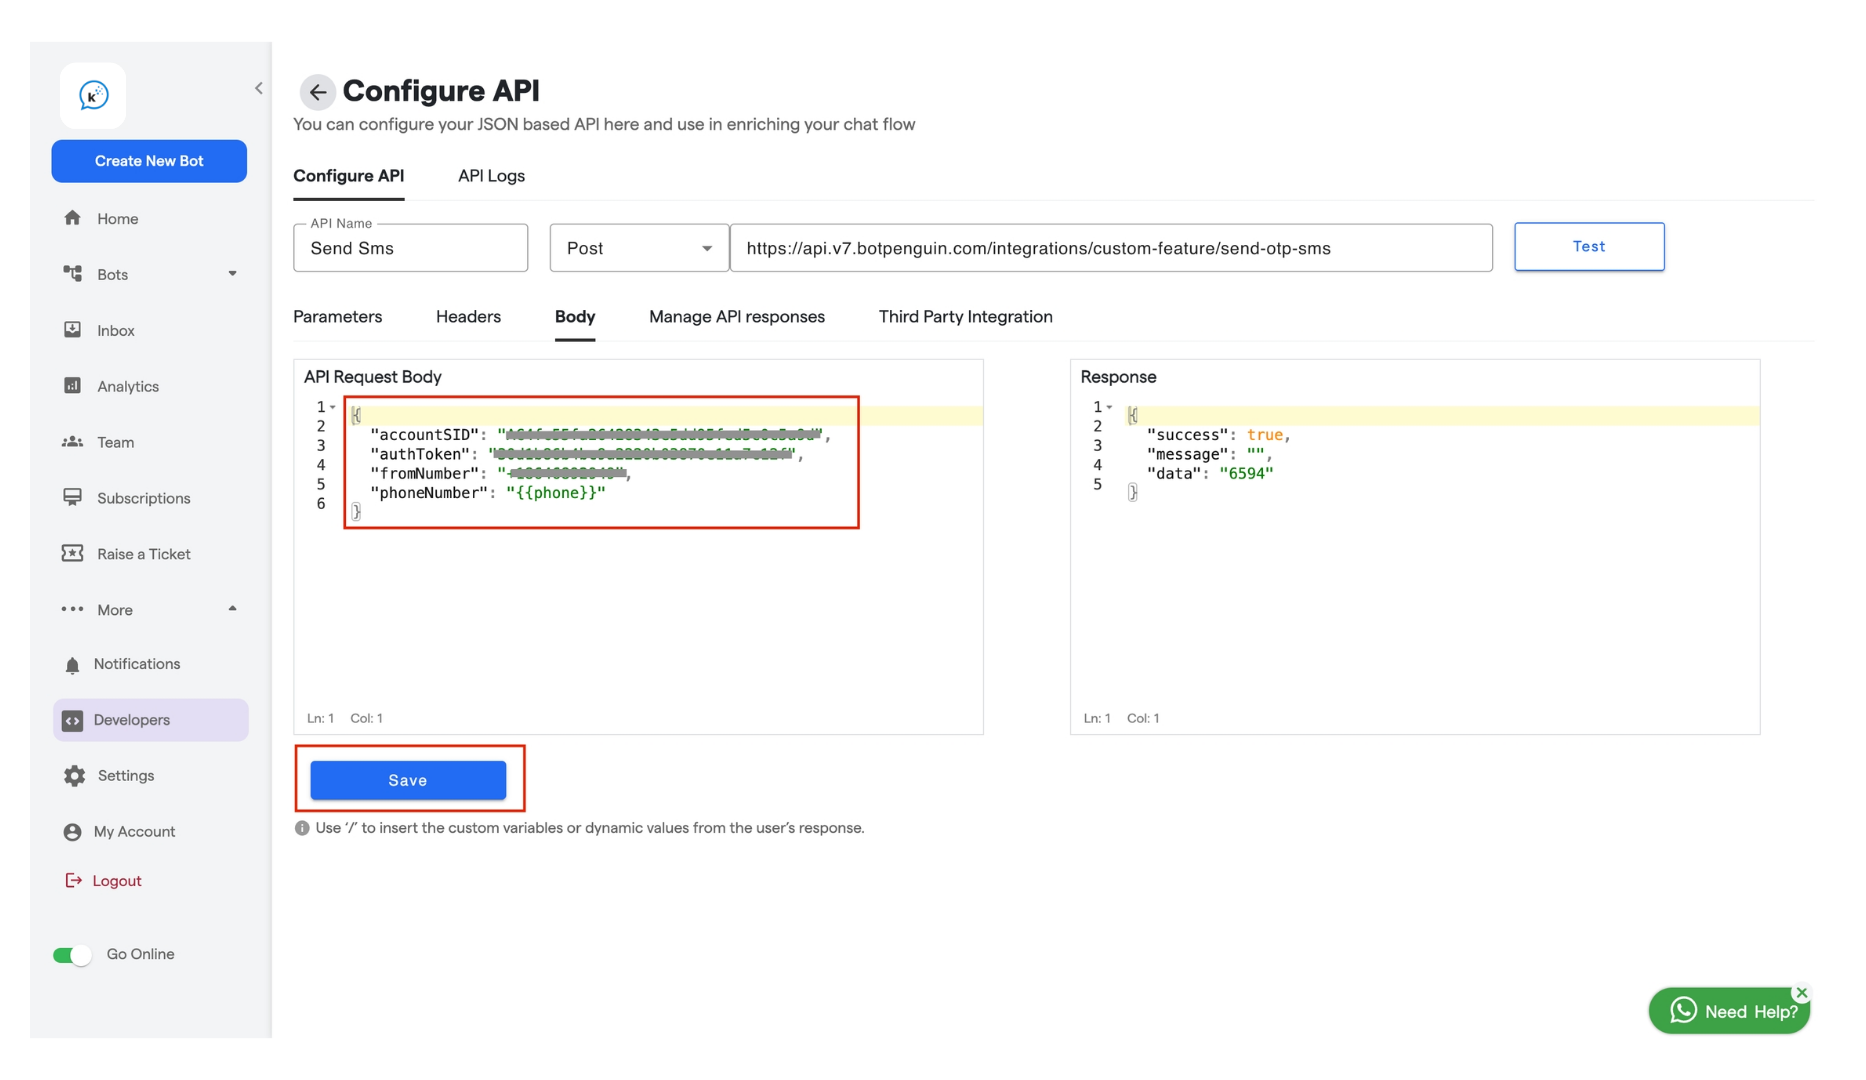 k
Create New Bot
Home
Bots
Inbox
Analytics
Team
Subscriptions
Raise a Ticket
More
Notifications
Developers
Settings
My Account
Logout
Go Online
Configure API
You can configure your JSON based API here and use in enriching your chat flow
Configure API API Logs
API Name
Send Sms Post https://api.v7.botpenguin.com/integrations/custom-feature/send-otp-sms Test
Parameters Headers Body Manage API responses Third Party Integration
API Request Body
1 {
2 "accountSID": "",
3 "authToken": "",
4 "fromNumber": "",
5 "phoneNumber": "{{phone}}"
6 }
Ln: 1 Col: 1
Response
1 {
2 "success": true,
3 "message": "",
4 "data": "6594"
5 }
Ln: 1 Col: 1
Save
Use ‘/’ to insert the custom variables or dynamic values from the user’s response.
Need Help?